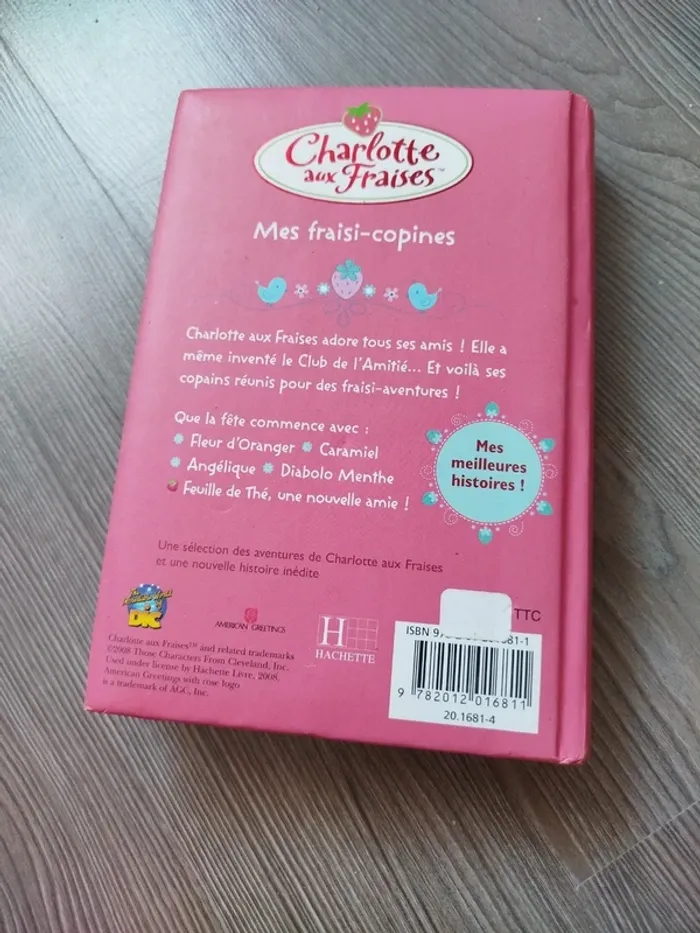 Charlotte
aux Fraises™
Mes fraisi-copines
Charlotte aux Fraises adore tous ses amis ! Elle a
même inventé le Club de l'Amitié... Et voilà ses
copains réunis pour des fraisi-aventures !
Que la fête commence avec :
Fleur d'Oranger Caramiel
Angélique Diabolo Menthe
Feuille de Thé, une nouvelle amie !
Mes
meilleures
histoires !
Une sélection des aventures de Charlotte aux Fraises
et une nouvelle histoire inédite
DIC
AMERICAN GREETINGS
H
HACHETTE
Charlotte aux Fraises™ and related trademarks
©2008 Those Characters From Cleveland, Inc.
Used under license by Hachette Livre, 2008.
American Greetings with rose logo
is a trademark of AGC, Inc.
TTC
ISBN 681-1
9 782012 016811
20.1681-4